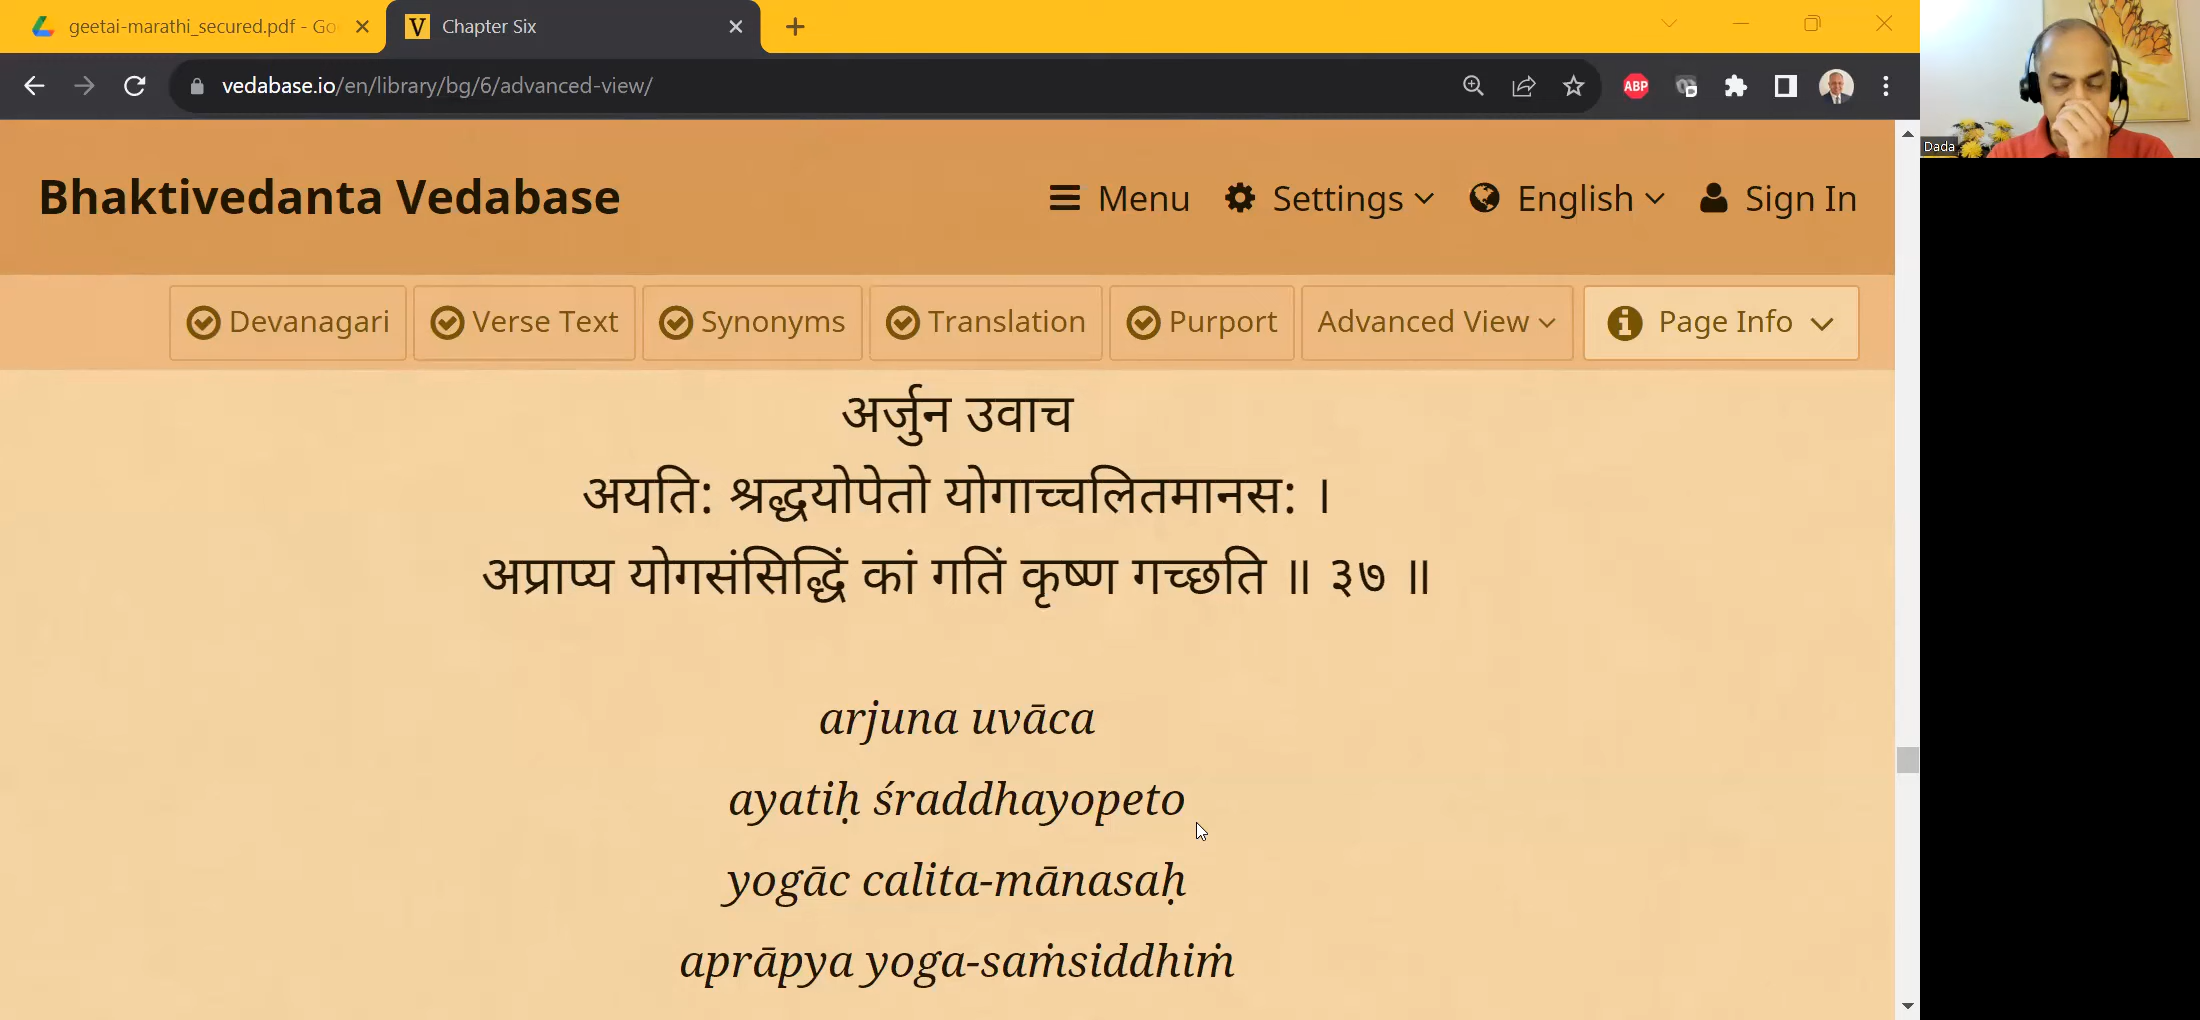 geetai-marathi_secured.pdf - Go
Chapter Six
vedabase.io/en/library/bg/6/advanced-view/
ABP
Dada
Bhaktivedanta Vedabase
Menu
Settings
English
Sign In
Devanagari
Verse Text
Synonyms
Translation
Purport
Advanced View
Page Info
अर्जुन उवाच
अयतिः श्रद्धयोपेतो योगाच्चलितमानसः ।
अप्राप्य योगसंसिद्धिं कां गतिं कृष्ण गच्छति ॥ ३७ ॥
arjuna uvāca
ayatiḥ śraddhayopeto
yogāc calita-mānasaḥ
aprāpya yoga-saṁsiddhiṁ